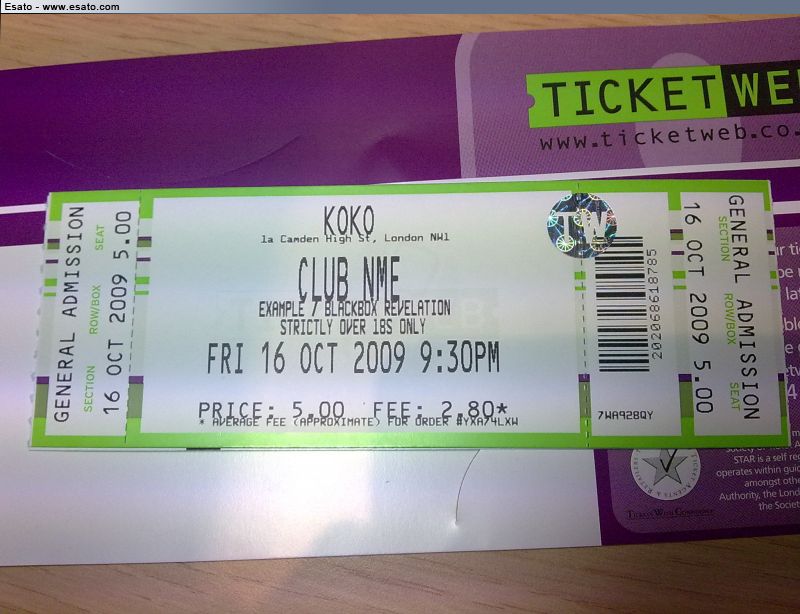 Esato - www.esato.com
TICKETWE
www.ticketweb.co.
GENERAL ADMISSION
SECTION ROW/BOX SEAT
16 OCT 2009 5.00
KOKO
1a Camden High St, London NW1
CLUB NME
EXAMPLE / BLACKBOX REVELATION
STRICTLY OVER 18S ONLY
FRI 16 OCT 2009 9:30PM
PRICE: 5.00 FEE: 2.80*
* AVERAGE FEE (APPROXIMATE) FOR ORDER #YXA74LXW
TW
202068618785
7WA928QY
16 OCT 2009 5.00
SECTION ROW/BOX SEAT
GENERAL ADMISSION
STAR is a self re
operates within guid
amongst othe
Authority, the Lond
the Societ